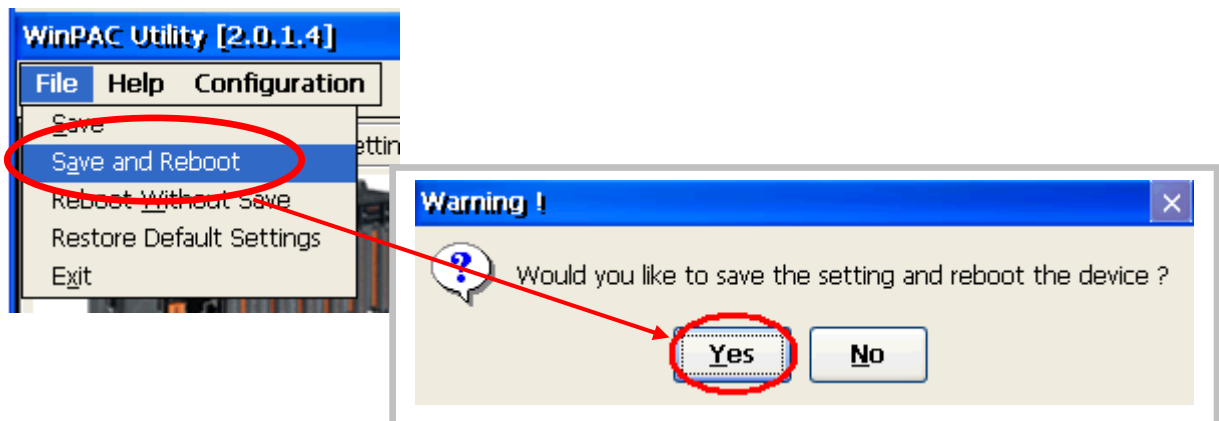 WinPAC Utility [2.0.1.4]
File Help Configuration
Save
Save and Reboot
Reboot Without Save
Restore Default Settings
Exit
Warning !
Would you like to save the setting and reboot the device ?
Yes No